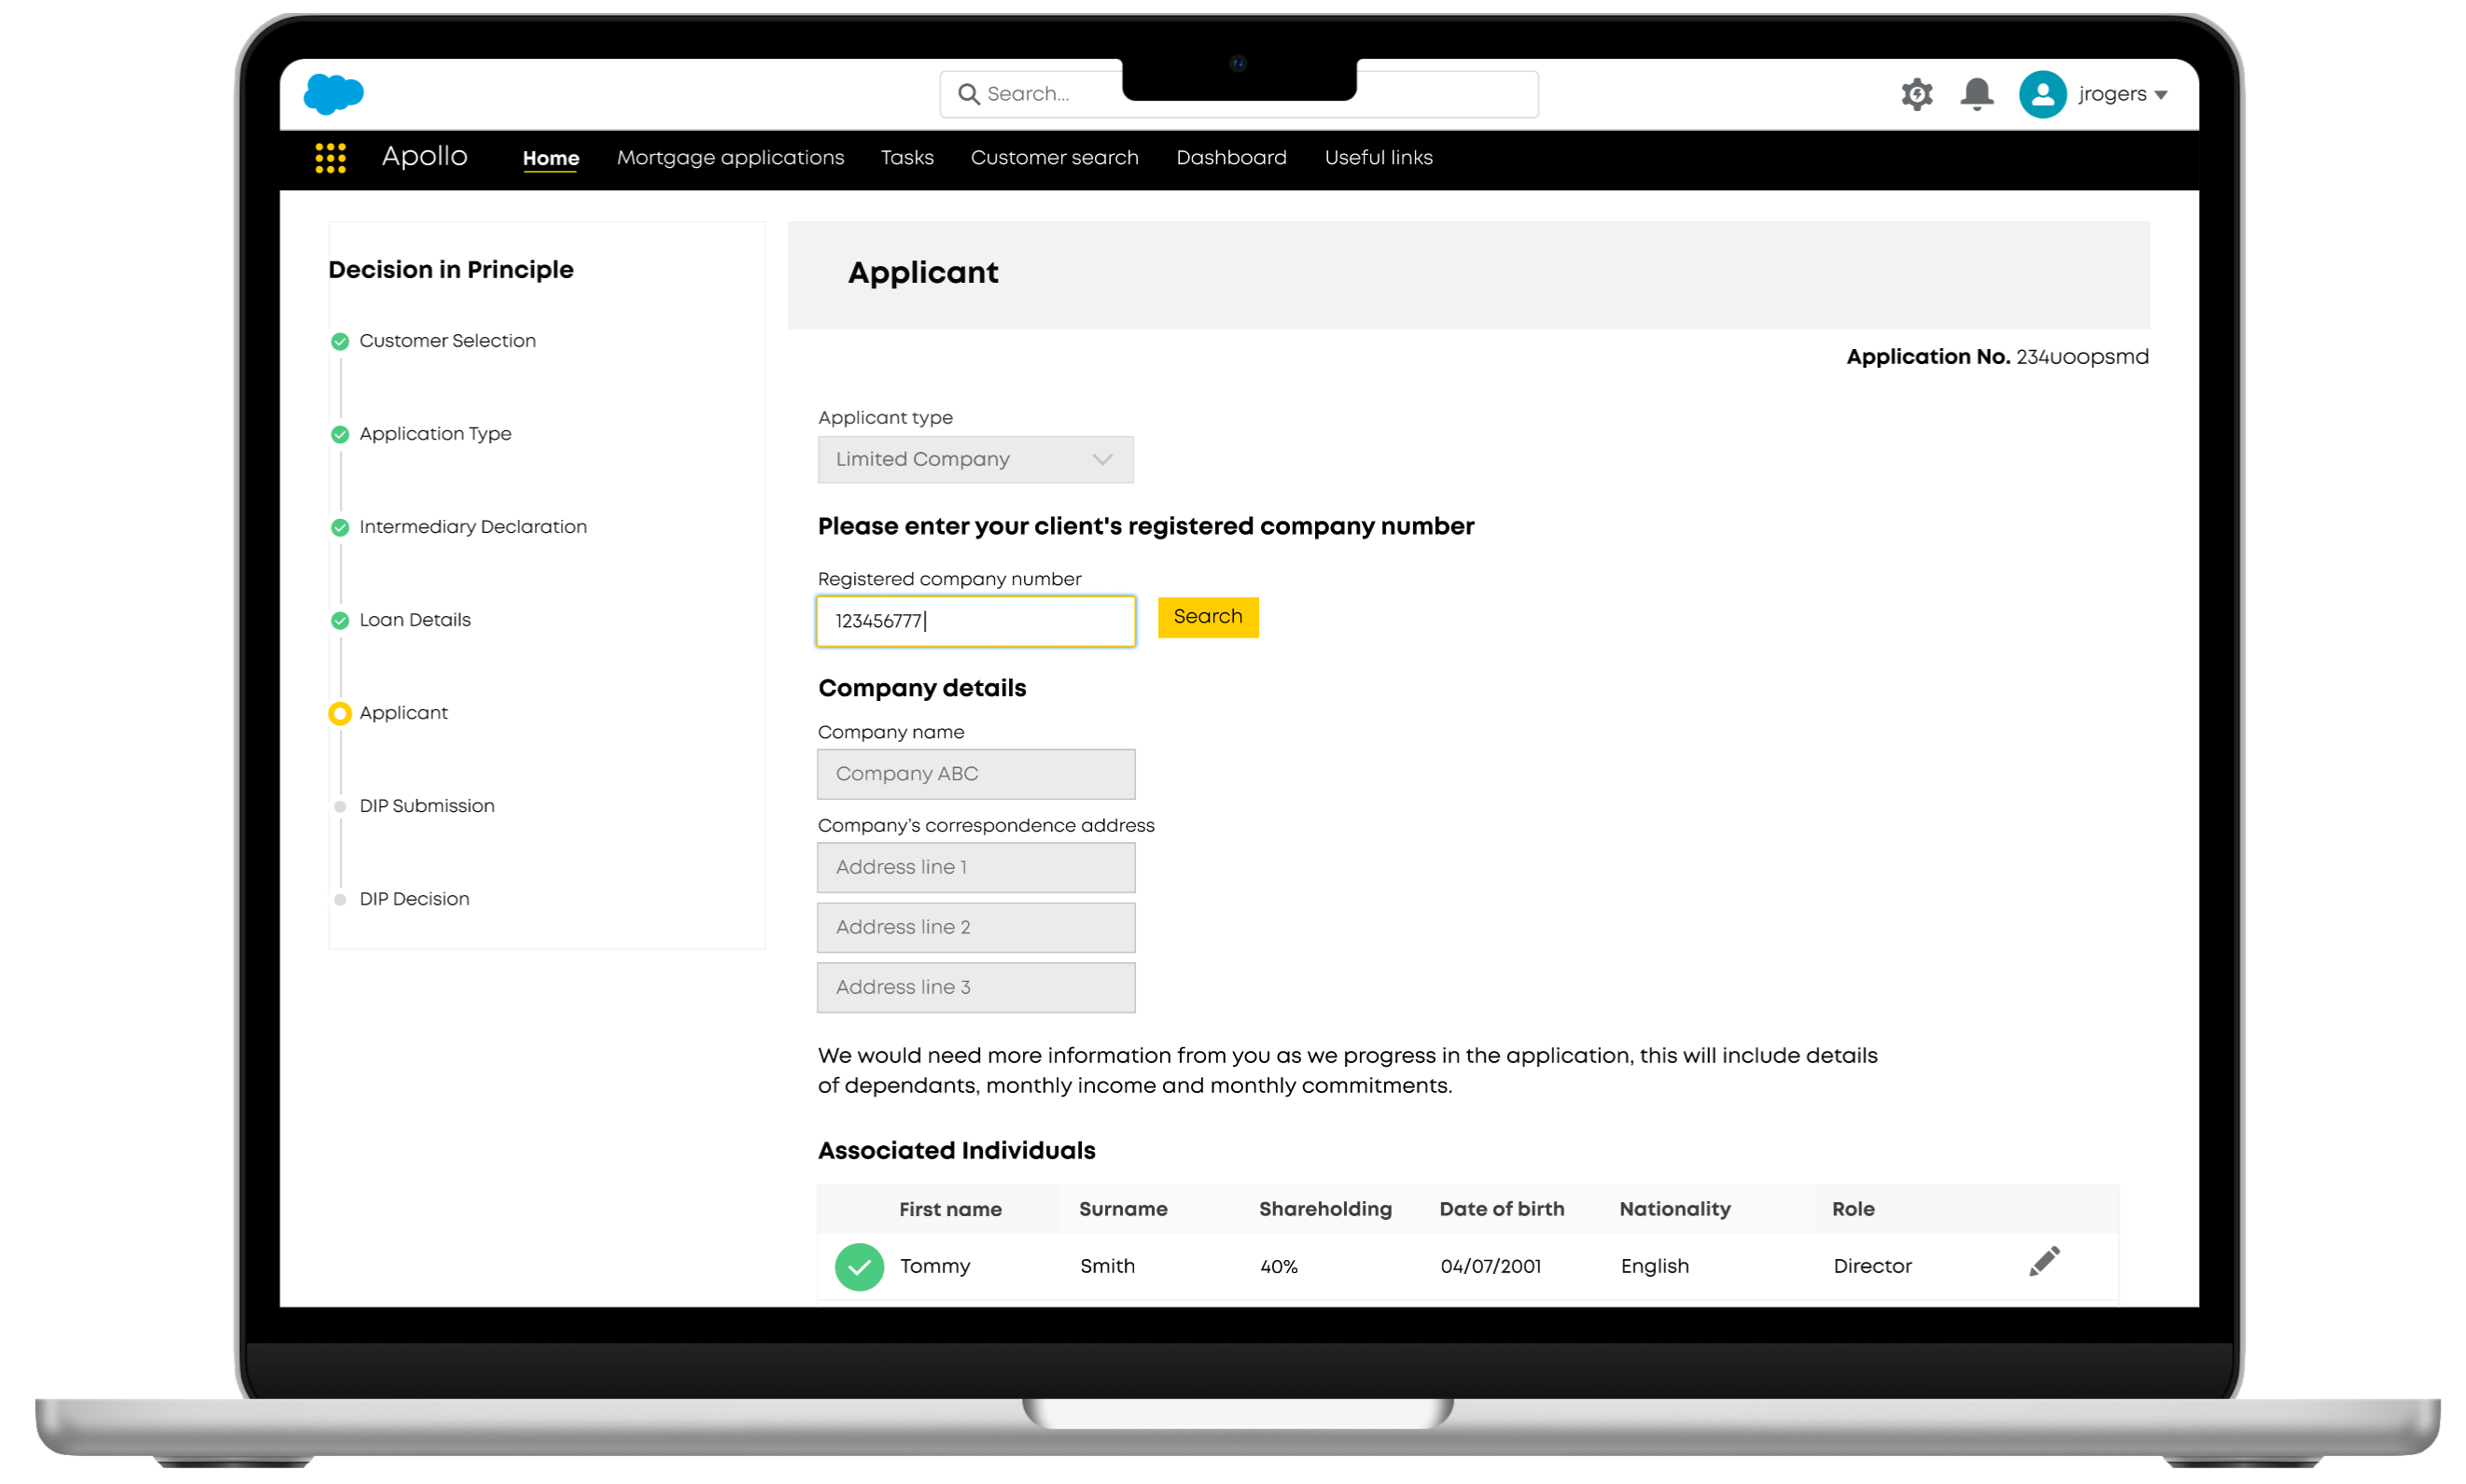 Search...
jrogers
Apollo Home Mortgage applications Tasks Customer search Dashboard Useful links
Decision in Principle
Customer Selection
Application Type
Intermediary Declaration
Loan Details
Applicant
DIP Submission
DIP Decision
Applicant
Application No. 234uoopsmd
Applicant type
Limited Company
Please enter your client's registered company number
Registered company number
123456777
Search
Company details
Company name
Company ABC
Company’s correspondence address
Address line 1
Address line 2
Address line 3
We would need more information from you as we progress in the application, this will include details
of dependants, monthly income and monthly commitments.
Associated Individuals
First name Surname Shareholding Date of birth Nationality Role
Tommy Smith 40% 04/07/2001 English Director